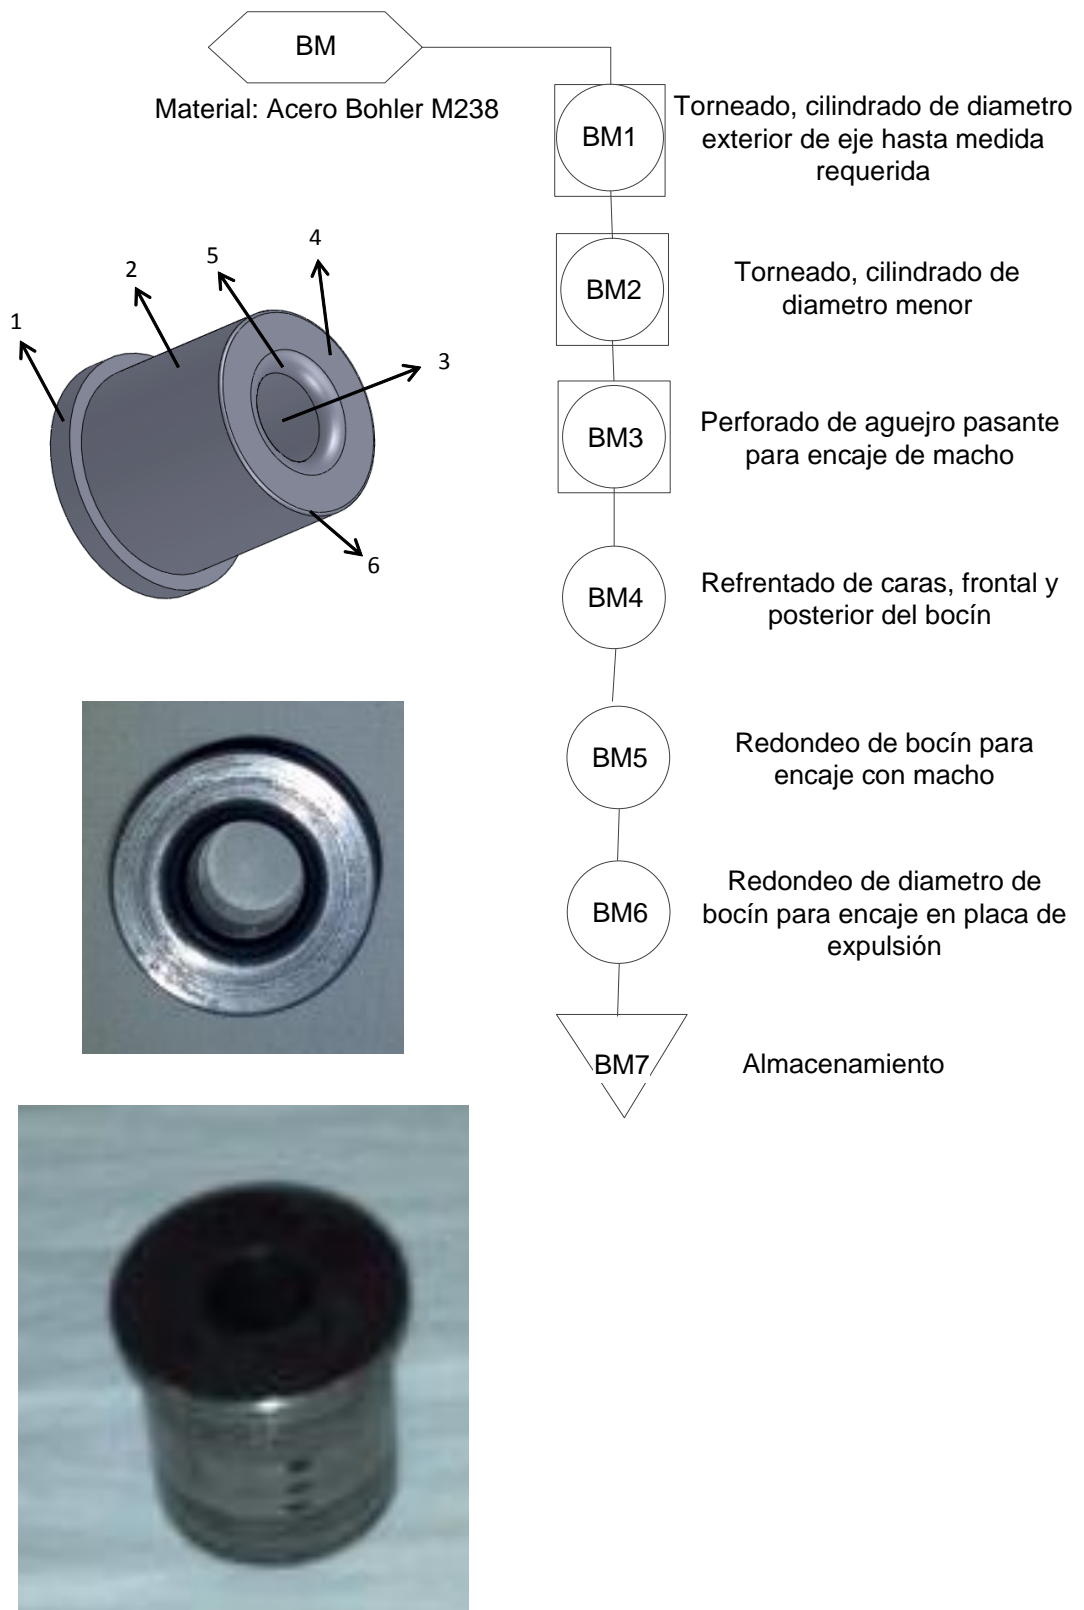 BM
Material: Acero Bohler M238
BM1
Torneado, cilindrado de diametro
exterior de eje hasta medida
requerida
BM2
Torneado, cilindrado de
diametro menor
BM3
Perforado de aguejro pasante
para encaje de macho
BM4
Refrentado de caras, frontal y
posterior del bocín
BM5
Redondeo de bocín para
encaje con macho
BM6
Redondeo de diametro de
bocín para encaje en placa de
expulsión
BM7
Almacenamiento
1
2
5
4
3
6